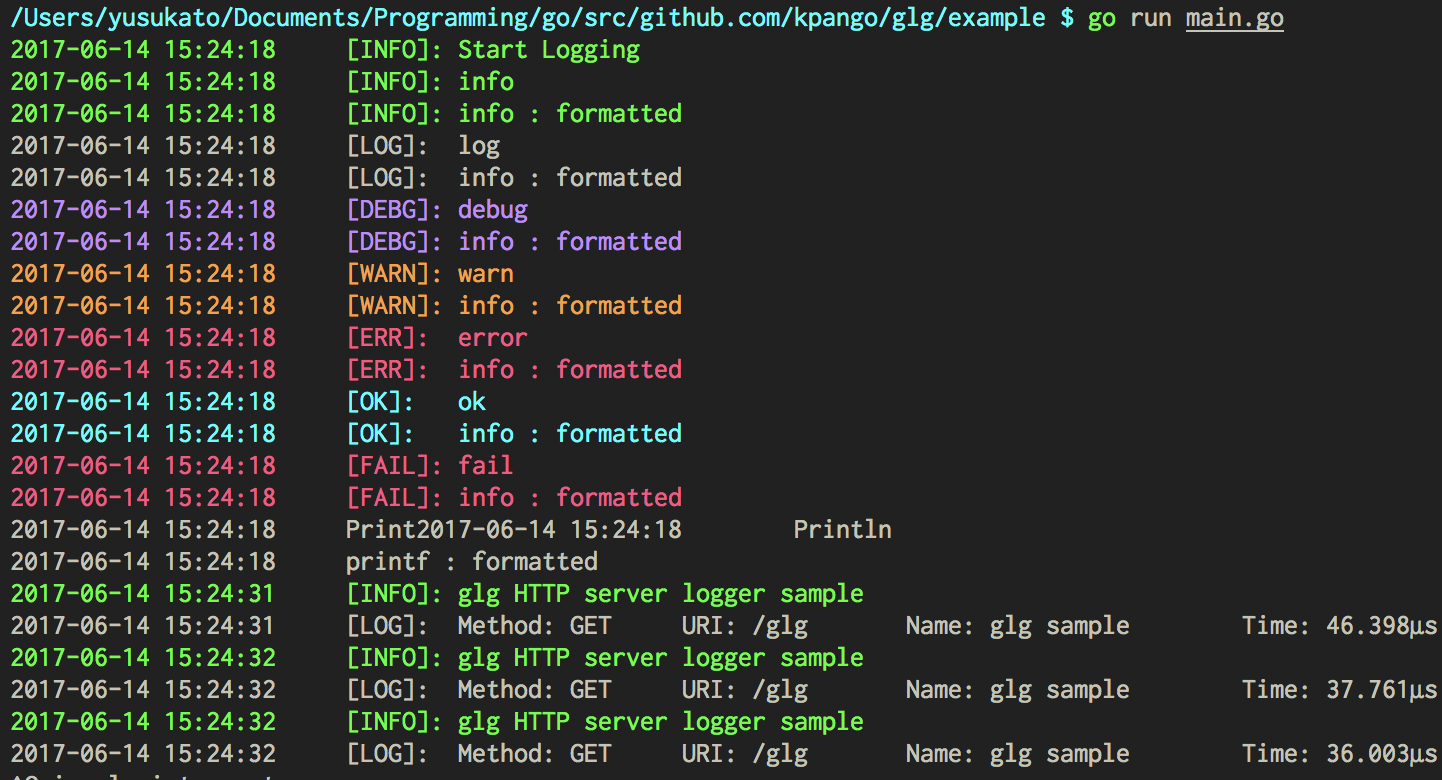 /Users/yusukato/Documents/Programming/go/src/github.com/kpango/glg/example $ go run main.go
2017-06-14 15:24:18 [INFO]: Start Logging
2017-06-14 15:24:18 [INFO]: info
2017-06-14 15:24:18 [INFO]: info : formatted
2017-06-14 15:24:18 [LOG]: log
2017-06-14 15:24:18 [LOG]: info : formatted
2017-06-14 15:24:18 [DEBG]: debug
2017-06-14 15:24:18 [DEBG]: info : formatted
2017-06-14 15:24:18 [WARN]: warn
2017-06-14 15:24:18 [WARN]: info : formatted
2017-06-14 15:24:18 [ERR]: error
2017-06-14 15:24:18 [ERR]: info : formatted
2017-06-14 15:24:18 [OK]: ok
2017-06-14 15:24:18 [OK]: info : formatted
2017-06-14 15:24:18 [FAIL]: fail
2017-06-14 15:24:18 [FAIL]: info : formatted
2017-06-14 15:24:18 Print2017-06-14 15:24:18 Println
2017-06-14 15:24:18 printf : formatted
2017-06-14 15:24:31 [INFO]: glg HTTP server logger sample
2017-06-14 15:24:31 [LOG]: Method: GET URI: /glg Name: glg sample Time: 46.398µs
2017-06-14 15:24:32 [INFO]: glg HTTP server logger sample
2017-06-14 15:24:32 [LOG]: Method: GET URI: /glg Name: glg sample Time: 37.761µs
2017-06-14 15:24:32 [INFO]: glg HTTP server logger sample
2017-06-14 15:24:32 [LOG]: Method: GET URI: /glg Name: glg sample Time: 36.003µs